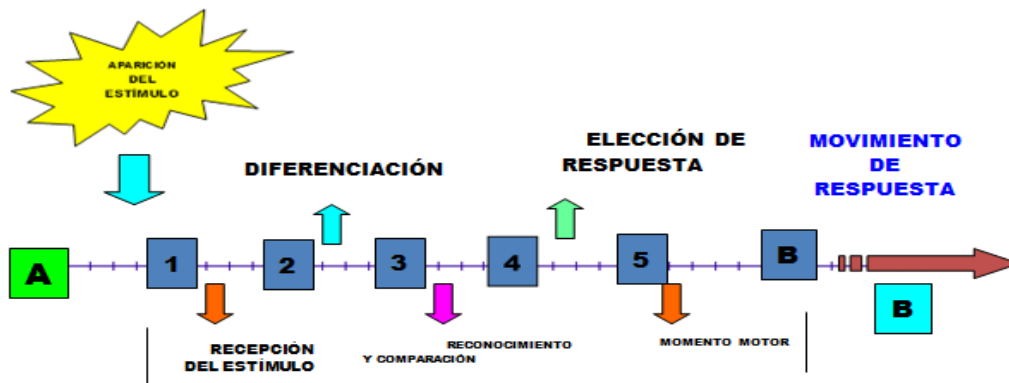 APARICIÓN
DEL
ESTÍMULO
DIFERENCIACIÓN
ELECCIÓN DE
RESPUESTA
MOVIMIENTO
DE
RESPUESTA
A
1
2
3
4
5
B
B
RECEPCIÓN
DEL ESTÍMULO
RECONOCIMIENTO
Y COMPARACIÓN
MOMENTO MOTOR